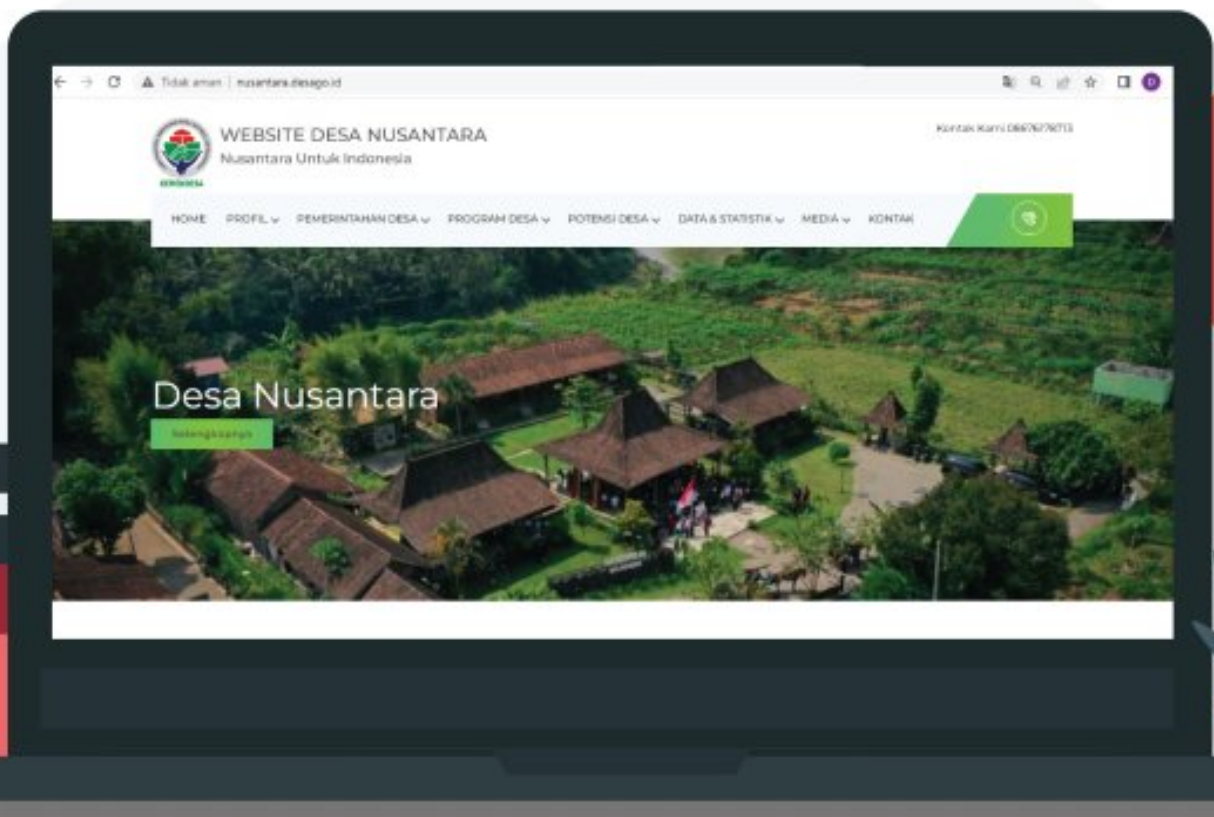 Tidak aman | nusantara.desago.id
WEBSITE DESA NUSANTARA
Nusantara Untuk Indonesia
Kontak Kami
KEMENDESA
HOME PROFIL PEMERINTAHAN DESA PROGRAM DESA POTENSI DESA DATA & STATISTIK MEDIA KONTAK
Desa Nusantara
Selengkapnya